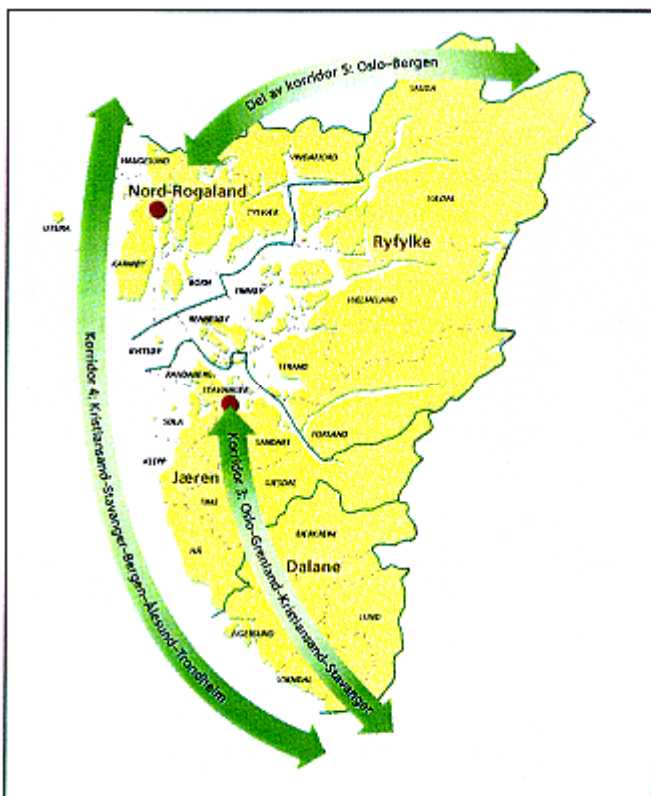 Del av korridor 5: Oslo–Bergen
SAUDA
HAUGESUND
VINDAFJORD
Nord-Rogaland
SULDAL
TYSVÆR
UTSIRA
Ryfylke
KARMØY
BOKN
FINNØY
HJELMELAND
RENNESØY
KVITSØY
RANDABERG
STRAND
STAVANGER
SOLA
SANDNES
FORSAND
KLEPP
Jæren
GJESDAL
TIME
BJERKREIM
HÅ
Dalane
LUND
EIGERSUND
SOKNDAL
Korridor 4: Kristiansand–Stavanger–Bergen–Ålesund–Trondheim
Korridor 3: Oslo–Grenland–Kristiansand–Stavanger